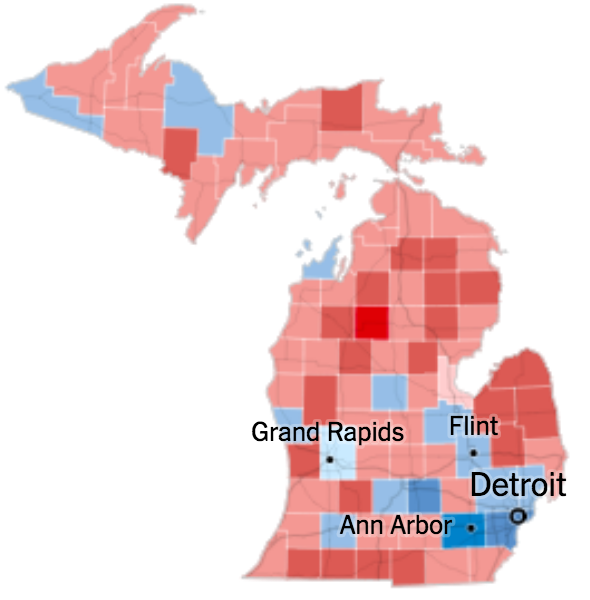 Grand Rapids
Flint
Detroit
Ann Arbor